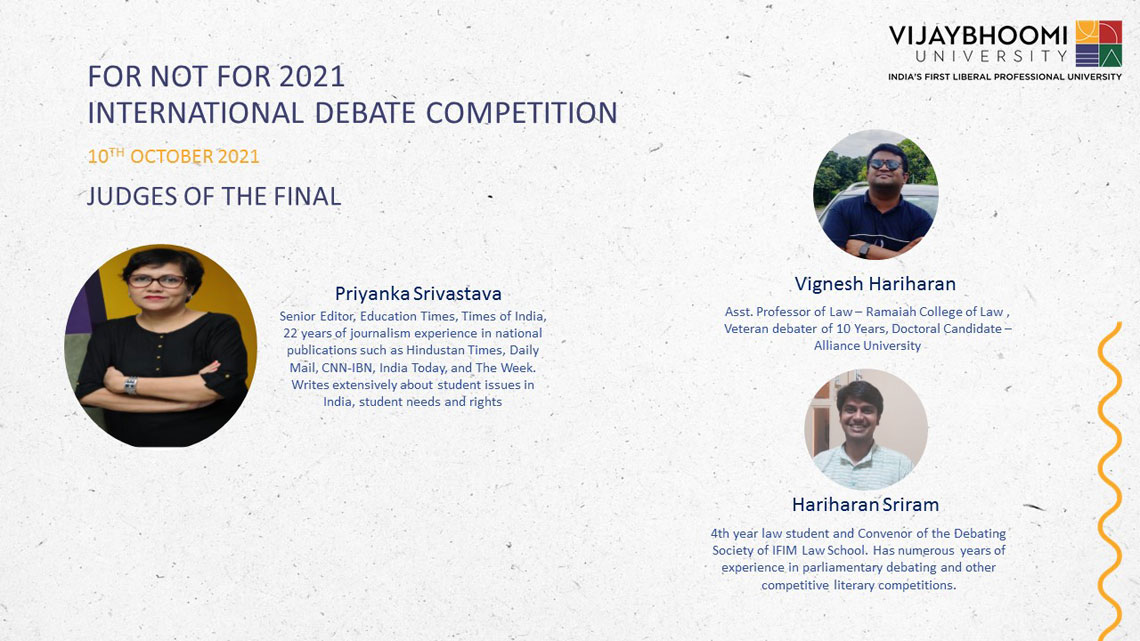 VIJAYBHOOMI
UNIVERSITY
INDIA'S FIRST LIBERAL PROFESSIONAL UNIVERSITY
FOR NOT FOR 2021
INTERNATIONAL DEBATE COMPETITION
10TH OCTOBER 2021
JUDGES OF THE FINAL
Priyanka Srivastava
Senior Editor, Education Times, Times of India,
22 years of journalism experience in national
publications such as Hindustan Times, Daily
Mail, CNN-IBN, India Today, and The Week.
Writes extensively about student issues in
India, student needs and rights
Vignesh Hariharan
Asst. Professor of Law – Ramaiah College of Law ,
Veteran debater of 10 Years, Doctoral Candidate –
Alliance University
Hariharan Sriram
4th year law student and Convenor of the Debating
Society of IFIM Law School. Has numerous years of
experience in parliamentary debating and other
competitive literary competitions.